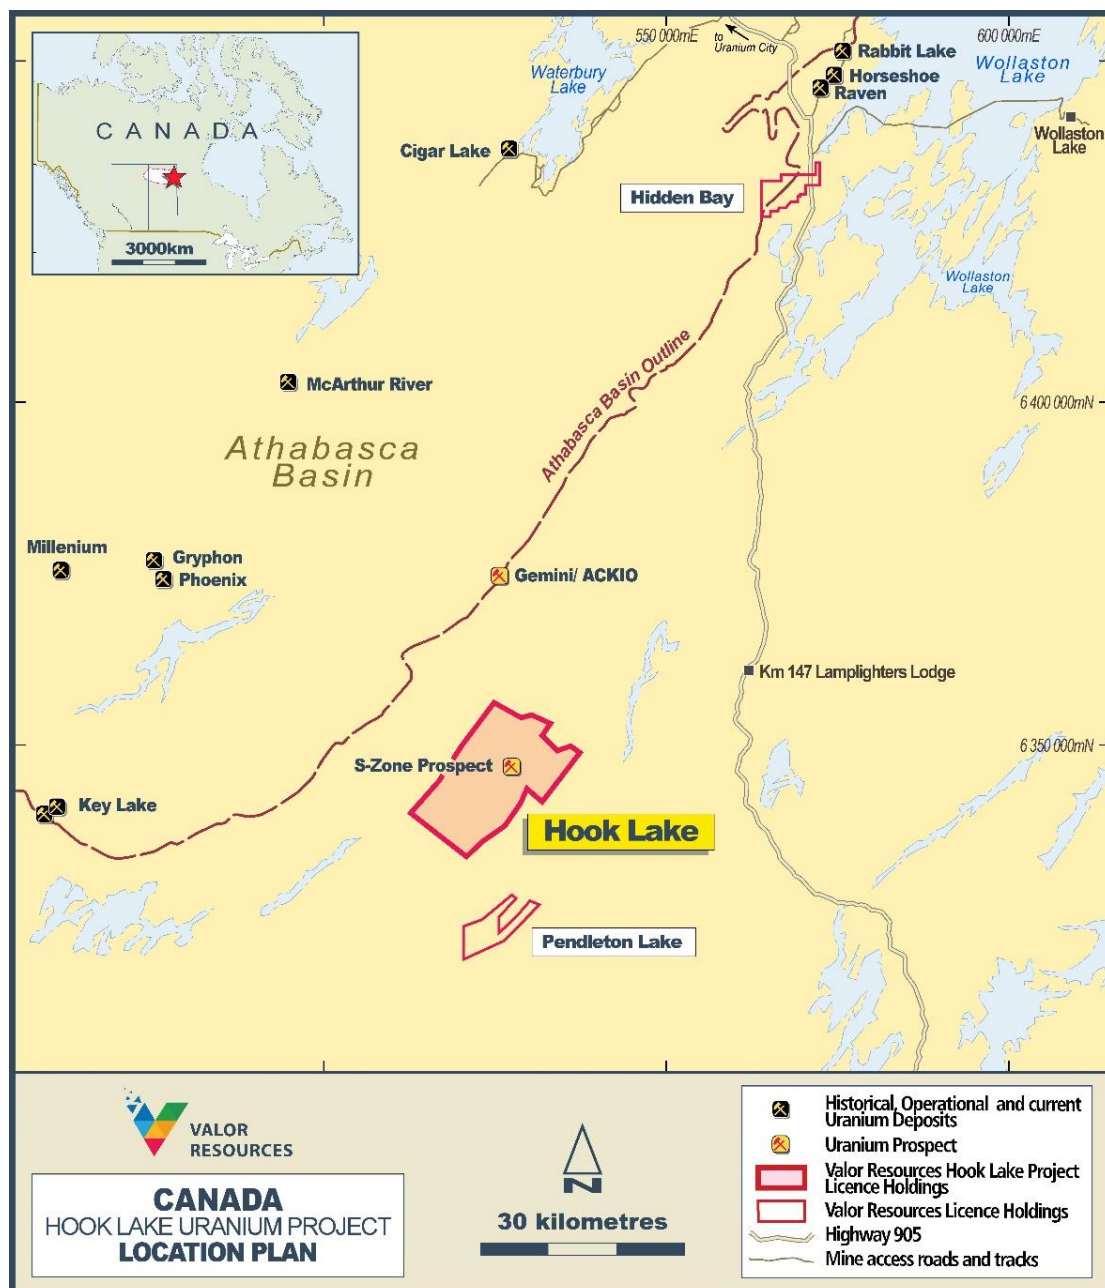 550 000mE
to
Uranium City
600 000mE
Rabbit Lake
Horseshoe
Raven
Wollaston
Lake
Waterbury
Lake
Wollaston
Lake
Cigar Lake
Hidden Bay
CANADA
3000km
Wollaston
Lake
Athabasca Basin Outline
McArthur River
6 400 000mN
Athabasca
Basin
Millenium
Gryphon
Phoenix
Gemini/ ACKIO
Km 147 Lamplighters Lodge
S-Zone Prospect
6 350 000mN
Key Lake
Hook Lake
Pendleton Lake
VALOR
RESOURCES
CANADA
HOOK LAKE URANIUM PROJECT
LOCATION PLAN
N
30 kilometres
Historical, Operational and current
Uranium Deposits
Uranium Prospect
Valor Resources Hook Lake Project
Licence Holdings
Valor Resources Licence Holdings
Highway 905
Mine access roads and tracks